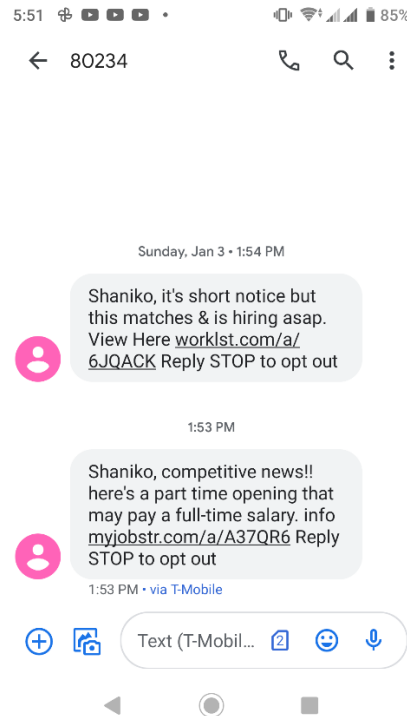 5:51 85%
80234
Sunday, Jan 3 • 1:54 PM
Shaniko, it's short notice but
this matches & is hiring asap.
View Here worklst.com/a/
6JQACK Reply STOP to opt out
1:53 PM
Shaniko, competitive news!!
here's a part time opening that
may pay a full-time salary. info
myjobstr.com/a/A37QR6 Reply
STOP to opt out
1:53 PM • via T-Mobile
Text (T-Mobil... 2